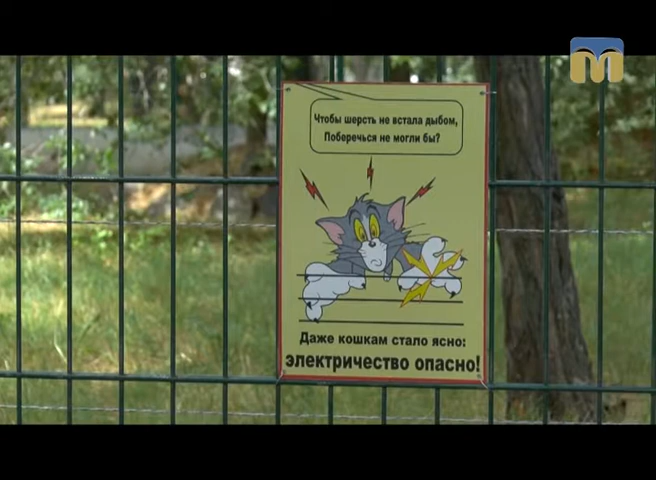 Чтобы шерсть не встала дыбом,
Поберечься не могли бы?
Даже кошкам стало ясно:
электричество опасно!